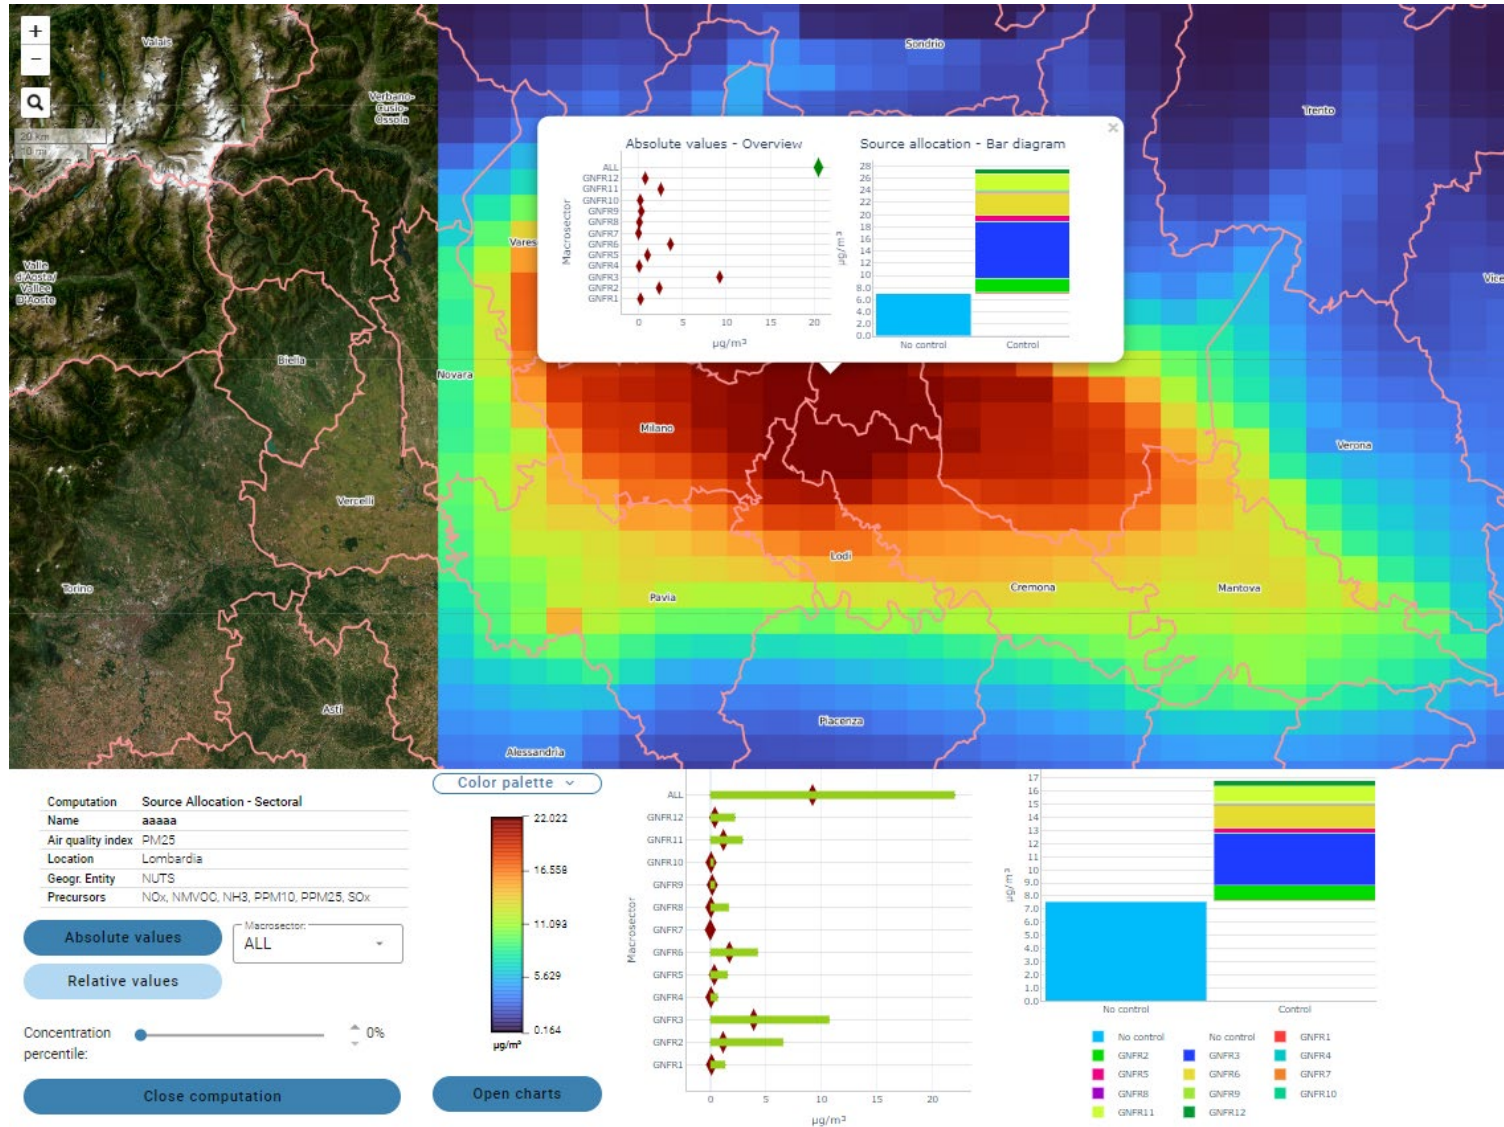 +
−
20 km
10 mi
Valais
Verbano-
Cusio-
Ossola
Valle
d'Aosta/
Vallée
D'Aoste
Biella
Vercelli
Torino
Asti
Alessandria
Novara
Vares
Sondrio
Trento
Vice
Verona
Milano
Lodi
Pavia
Cremona
Mantova
Piacenza
×
Absolute values - Overview
Macrosector
ALL
GNFR12
GNFR11
GNFR10
GNFR9
GNFR8
GNFR7
GNFR6
GNFR5
GNFR4
GNFR3
GNFR2
GNFR1
0 5 10 15 20
µg/m³
Source allocation - Bar diagram
µg/m³
28
26
24
22
20
18
16
14
12
10
8.0
6.0
4.0
2.0
0.0
No control Control
Computation Source Allocation - Sectoral
Name aaaaa
Air quality index PM25
Location Lombardia
Geogr. Entity NUTS
Precursors NOx, NMVOC, NH3, PPM10, PPM25, SOx
Absolute values
Macrosector:
ALL
Relative values
Concentration
percentile:
0%
Close computation
Color palette
22.022
16.558
11.093
5.629
0.164
µg/m³
Open charts
Macrosector
ALL
GNFR12
GNFR11
GNFR10
GNFR9
GNFR8
GNFR7
GNFR6
GNFR5
GNFR4
GNFR3
GNFR2
GNFR1
0 5 10 15 20
µg/m³
µg/m³
17
16
15
14
13
12
11
10
9.0
8.0
7.0
6.0
5.0
4.0
3.0
2.0
1.0
0.0
No control Control
No control No control GNFR1
GNFR2 GNFR3 GNFR4
GNFR5 GNFR6 GNFR7
GNFR8 GNFR9 GNFR10
GNFR11 GNFR12